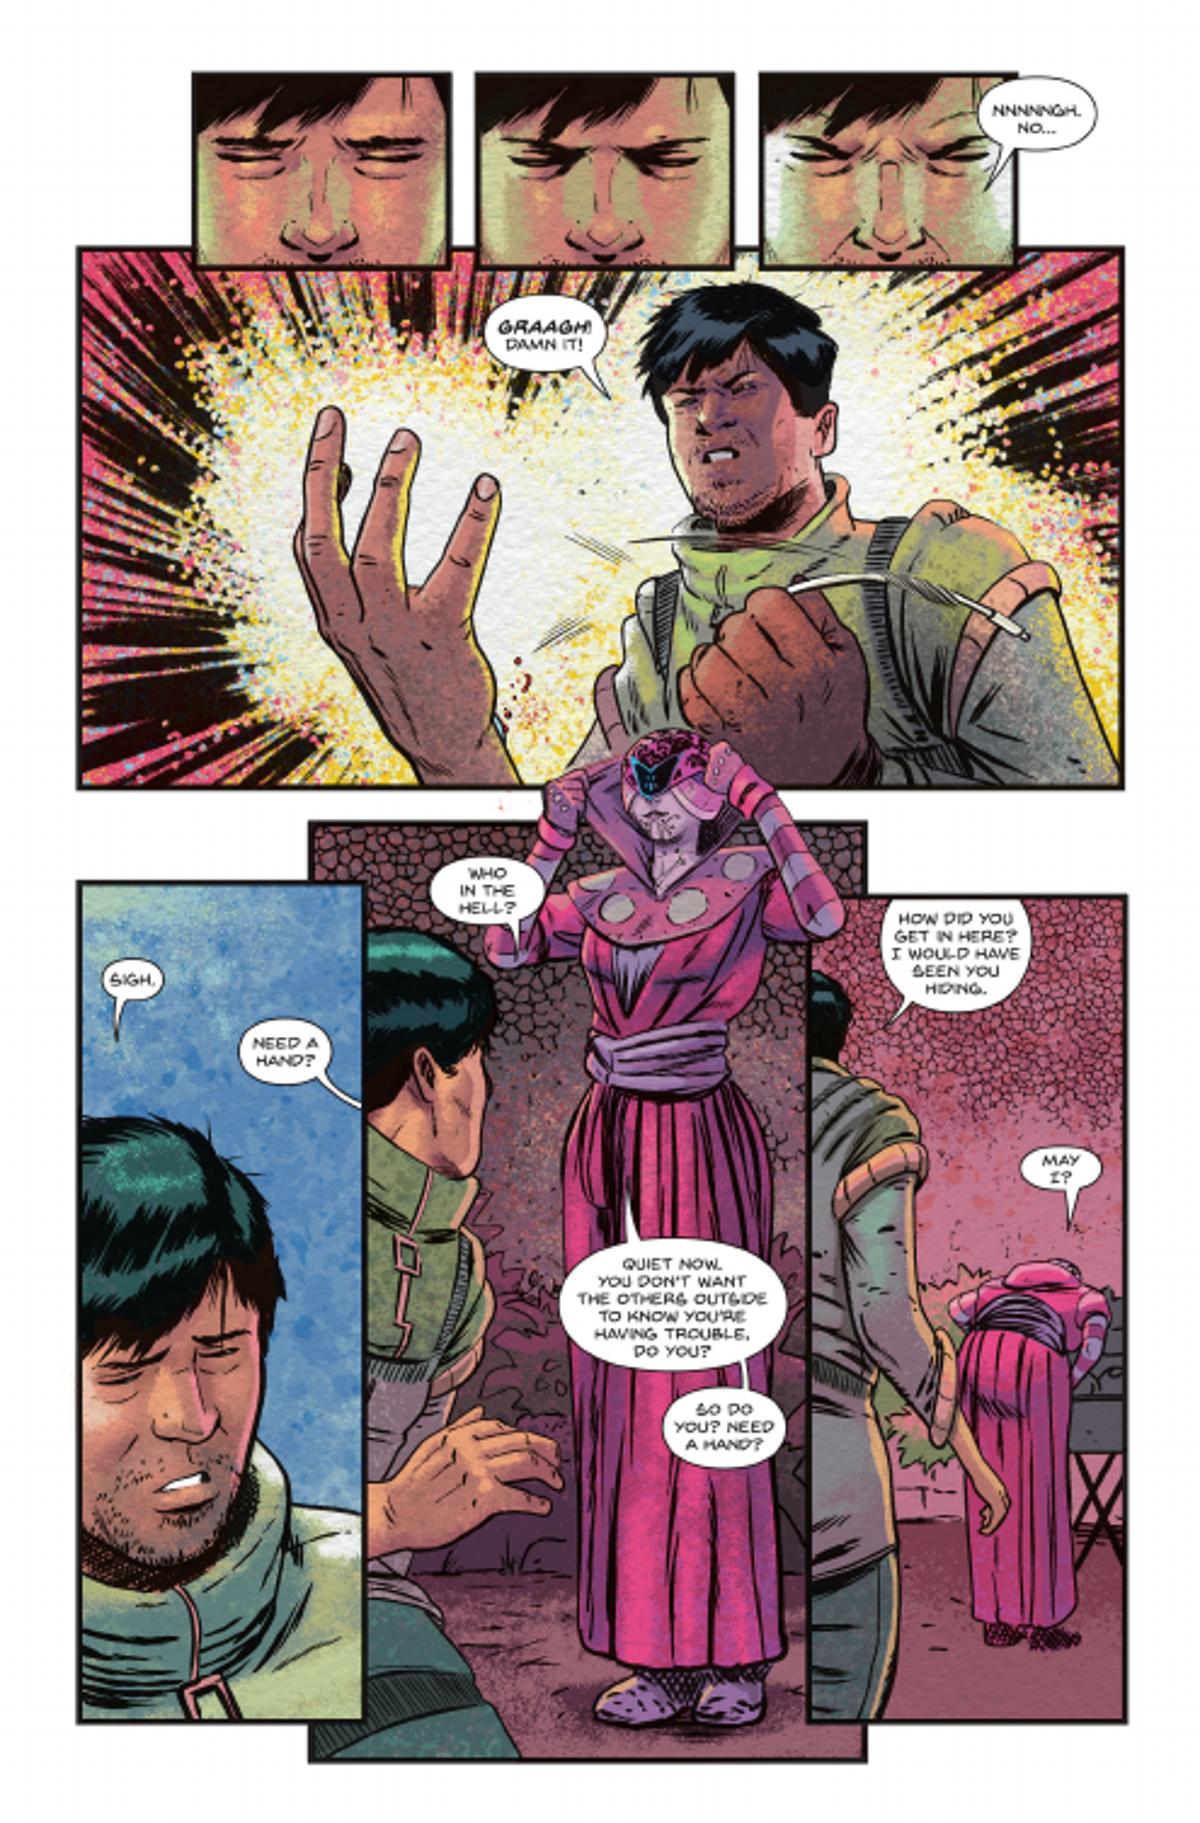 NNNNNGH.
NO...
GRAAGH!
DAMN IT!
SIGH.
NEED A
HAND?
WHO
IN THE
HELL?
QUIET NOW.
YOU DON'T WANT
THE OTHERS OUTSIDE
TO KNOW YOU'RE
HAVING TROUBLE,
DO YOU?
SO DO
YOU? NEED
A HAND?
HOW DID YOU
GET IN HERE?
I WOULD HAVE
SEEN YOU
HIDING.
MAY
I?